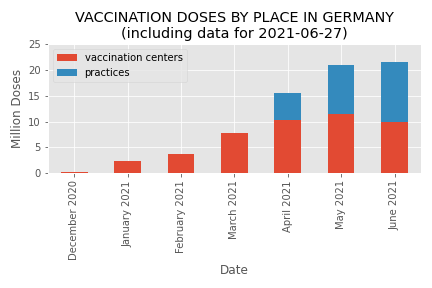 VACCINATION DOSES BY PLACE IN GERMANY
(including data for 2021-06-27)
25
20
15
10
5
0
Million Doses
vaccination centers
practices
December 2020
January 2021
February 2021
March 2021
April 2021
May 2021
June 2021
Date